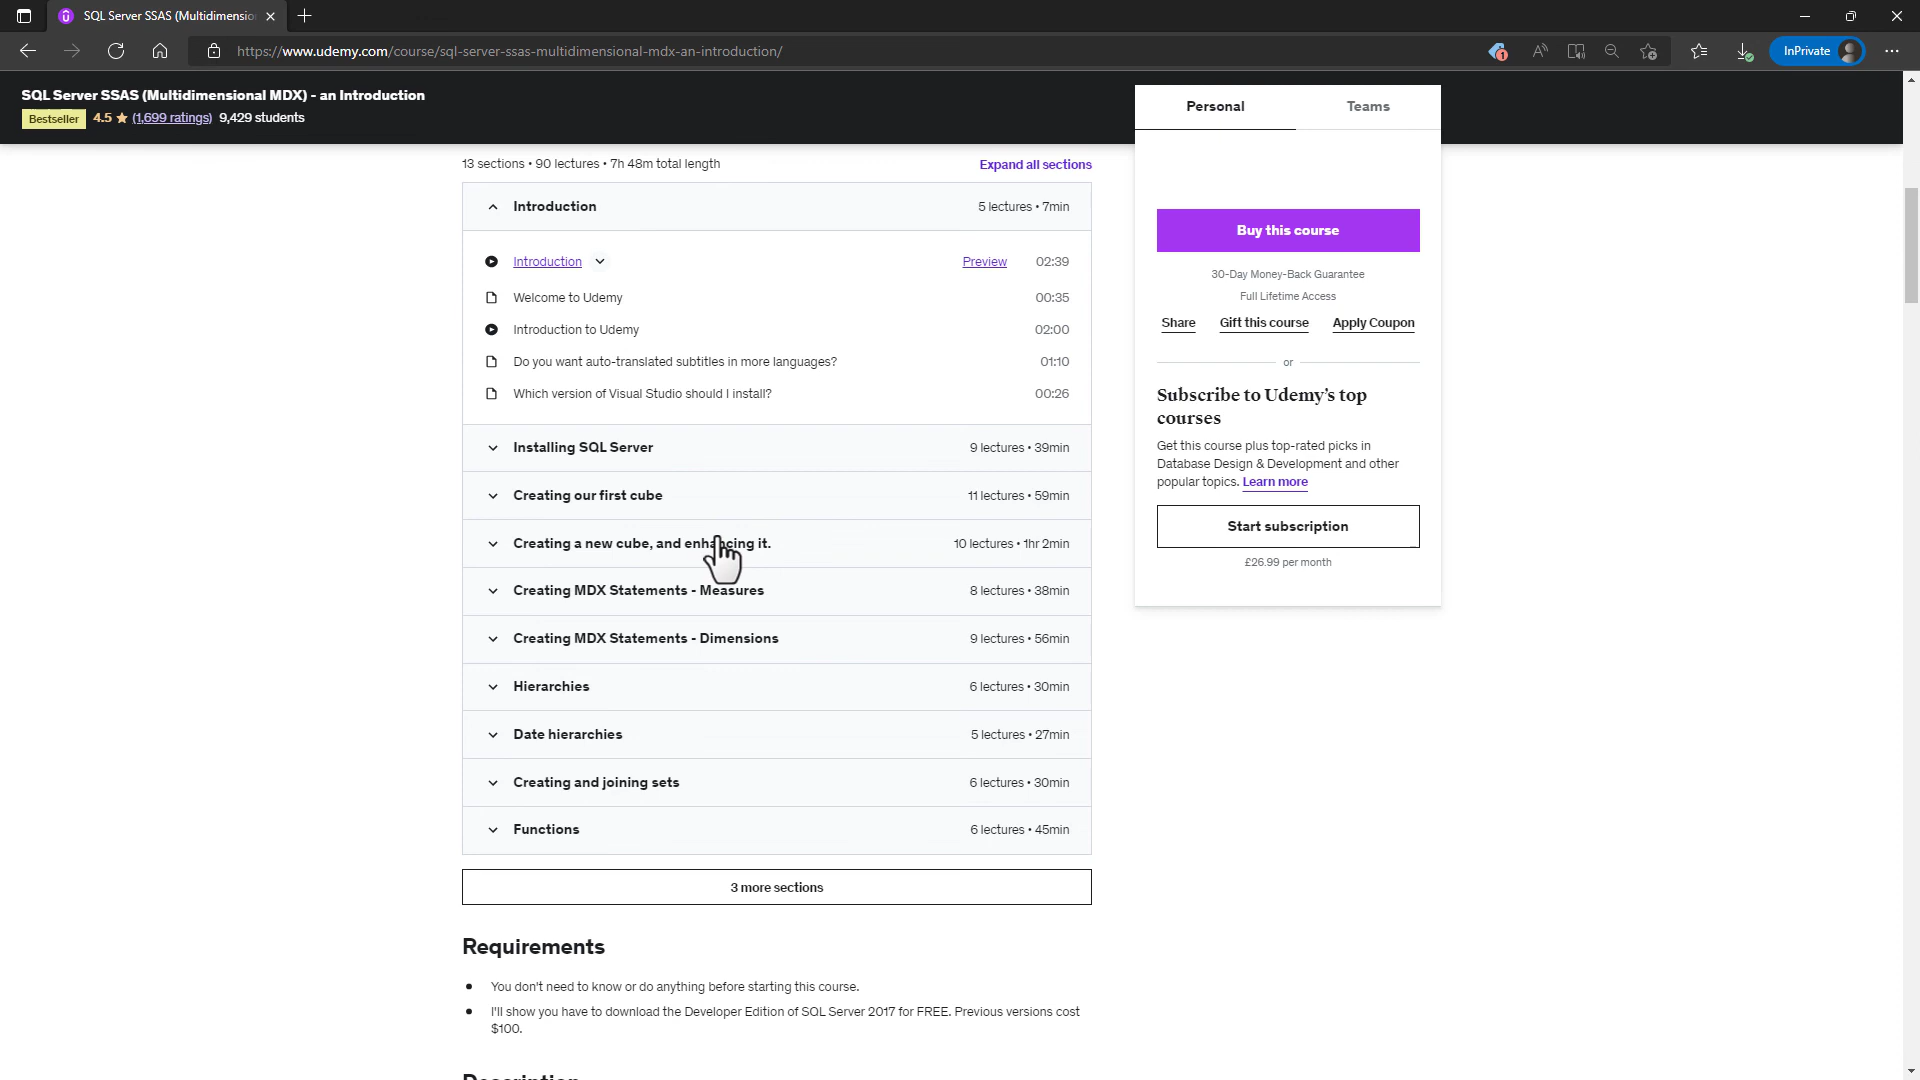 SQL Server SSAS (Multidimensio
https://www.udemy.com/course/sql-server-ssas-multidimensional-mdx-an-introduction/
1
InPrivate
SQL Server SSAS (Multidimensional MDX) - an Introduction
Bestseller 4.5 ★ (1,699 ratings) 9,429 students
13 sections • 90 lectures • 7h 48m total length
Expand all sections
Introduction 5 lectures • 7min
Introduction Preview 02:39
Welcome to Udemy 00:35
Introduction to Udemy 02:00
Do you want auto-translated subtitles in more languages? 01:10
Which version of Visual Studio should I install? 00:26
Installing SQL Server 9 lectures • 39min
Creating our first cube 11 lectures • 59min
Creating a new cube, and enhancing it. 10 lectures • 1hr 2min
Creating MDX Statements - Measures 8 lectures • 38min
Creating MDX Statements - Dimensions 9 lectures • 56min
Hierarchies 6 lectures • 30min
Date hierarchies 5 lectures • 27min
Creating and joining sets 6 lectures • 30min
Functions 6 lectures • 45min
3 more sections
Requirements
You don't need to know or do anything before starting this course.
I'll show you have to download the Developer Edition of SQL Server 2017 for FREE. Previous versions cost
$100.
Description
Personal Teams
Buy this course
30-Day Money-Back Guarantee
Full Lifetime Access
Share Gift this course Apply Coupon
or
Subscribe to Udemy's top
courses
Get this course plus top-rated picks in
Database Design & Development and other
popular topics. Learn more
Start subscription
£26.99 per month